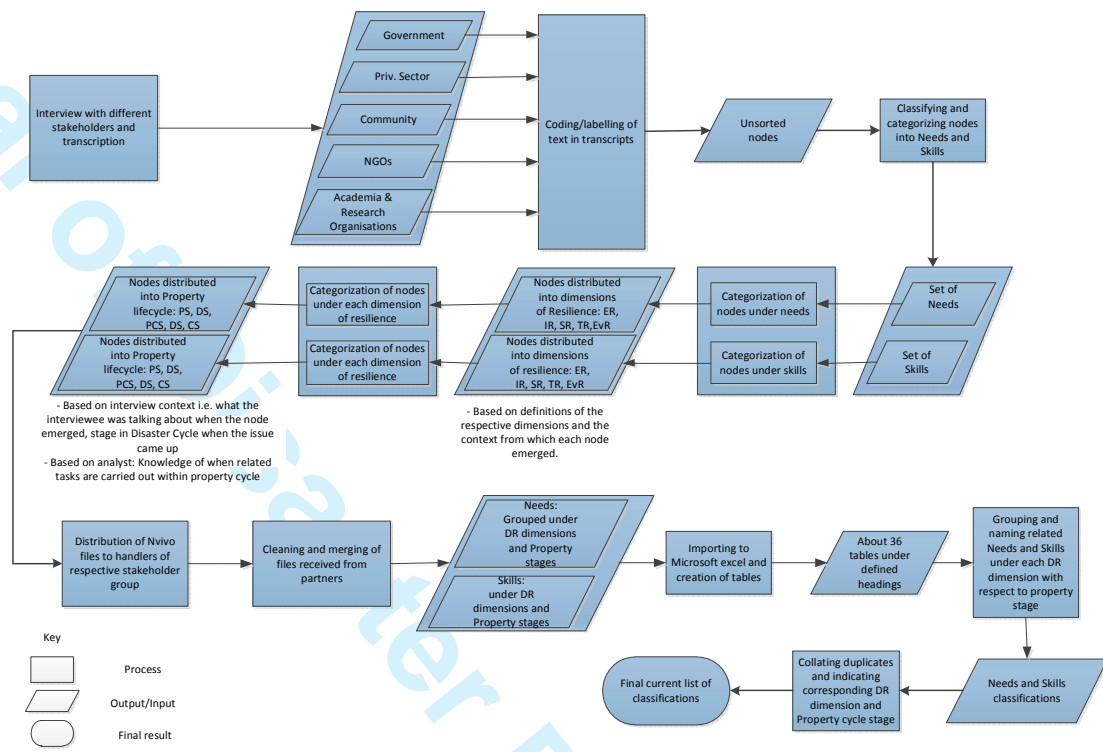 Government
Priv. Sector
Community
NGOs
Academia &
Research
Organisations
Interview with different
stakeholders and
transcription
Coding/labelling of
text in transcripts
Unsorted
nodes
Classifying and
categorizing nodes
into Needs and
Skills
Nodes distributed
into Property
lifecycle: PS, DS,
PCS, DS, CS
Nodes distributed
into Property
lifecycle: PS, DS,
PCS, DS, CS
Categorization of nodes
under each dimension
of resilience
Categorization of nodes
under each dimension
of resilience
Nodes distributed
into dimensions
of Resilience: ER,
IR, SR, TR,EvR
Nodes distributed
into dimensions
of resilience: ER,
IR, SR, TR, EvR
Categorization of
nodes under needs
Categorization of
nodes under skills
Set of
Needs
Set of
Skills
- Based on interview context i.e. what the
interviewee was talking about when the node
emerged, stage in Disaster Cycle when the issue
came up
- Based on analyst: Knowledge of when related
tasks are carried out within property cycle
- Based on definitions of the
respective dimensions and the
context from which each node
emerged.
Distribution of Nvivo
files to handlers of
respective stakeholder
group
Cleaning and merging of
files received from
partners
Needs:
Grouped under
DR dimensions
and Property
stages
Skills:
under DR
dimensions and
Property stages
Importing to
Microsoft excel and
creation of tables
About 36
tables under
defined
headings
Grouping and
naming related
Needs and Skills
under each DR
dimension with
respect to property
stage
Key
Process
Output/Input
Final result
Final current list of
classifications
Collating duplicates
and indicating
corresponding DR
dimension and
Property cycle stage
Needs and Skills
classifications
of Disaster